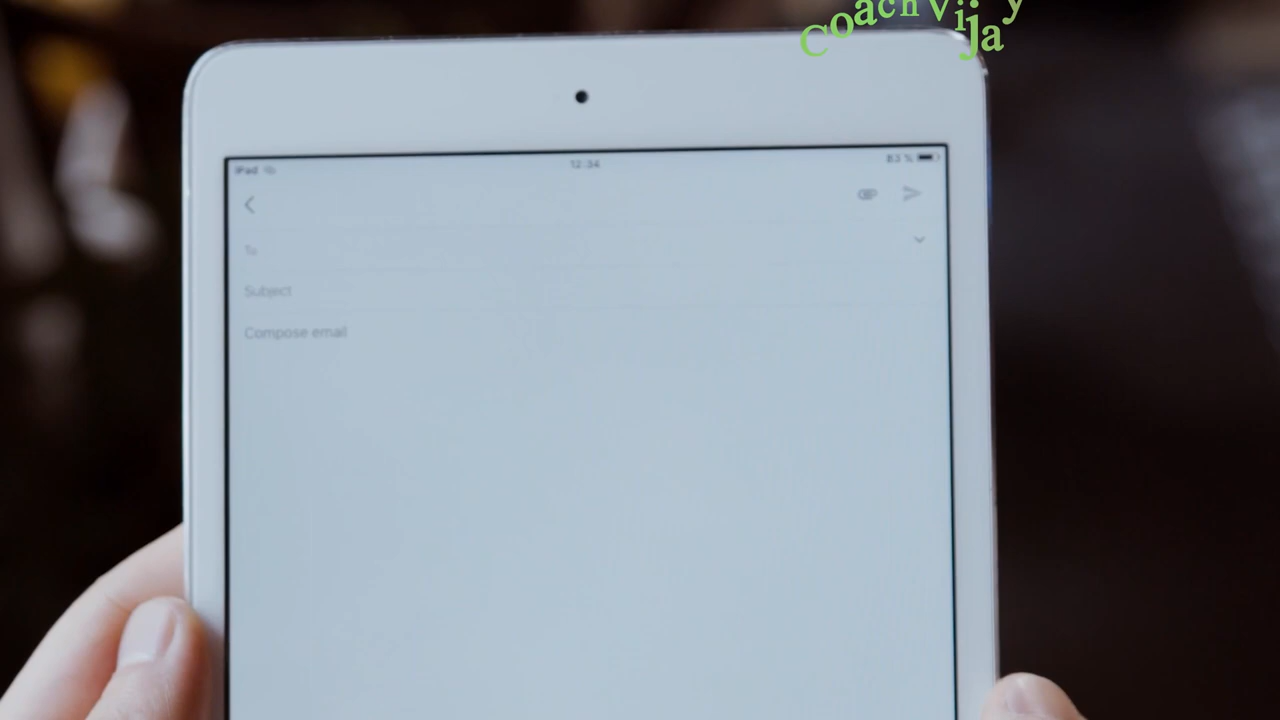 CoachVijay
iPad 12:34 83 %
To
Subject
Compose email